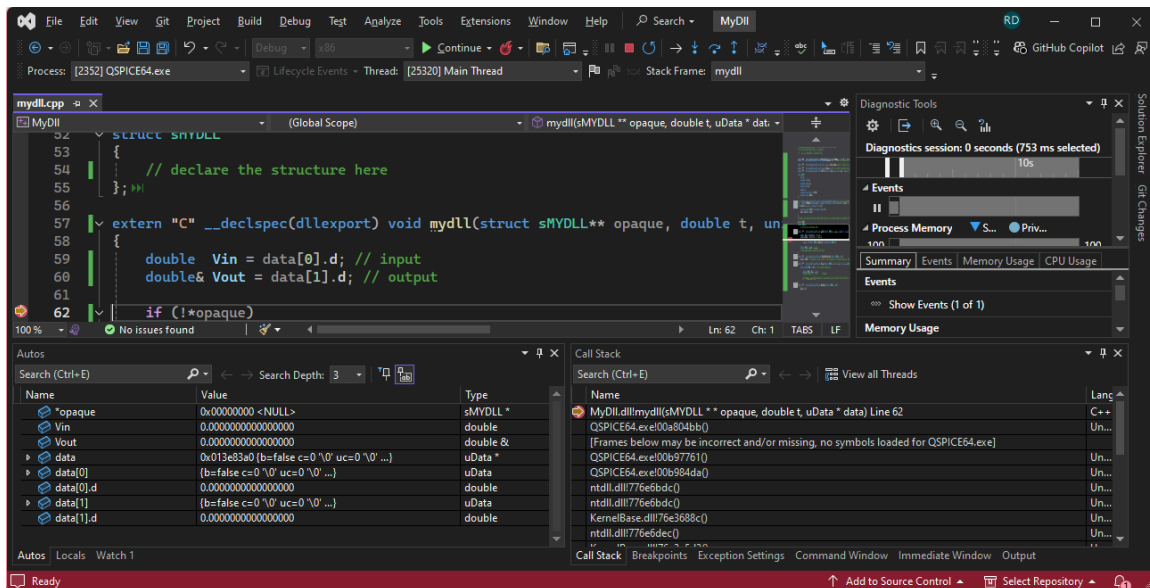 File Edit View Git Project Build Debug Test Analyze Tools Extensions Window Help Search MyDll RD
Debug x86 Continue GitHub Copilot
Process: [2352] QSPICE64.exe Lifecycle Events Thread: [25320] Main Thread Stack Frame: mydll
mydll.cpp
MyDll (Global Scope) mydll(sMYDLL ** opaque, double t, uData * data
52 struct sMYDLL
53 {
54 // declare the structure here
55 };
56
57 extern "C" __declspec(dllexport) void mydll(struct sMYDLL** opaque, double t, un
58 {
59 double Vin = data[0].d; // input
60 double& Vout = data[1].d; // output
61
62 if (!*opaque)
100 % No issues found Ln: 62 Ch: 1 TABS LF
Diagnostic Tools
Diagnostics session: 0 seconds (753 ms selected)
10s
Events
Process Memory S... Priv...
100 100
Summary Events Memory Usage CPU Usage
Events
Show Events (1 of 1)
Memory Usage
Solution Explorer
Git Changes
Autos
Search (Ctrl+E) Search Depth: 3
Name Value Type
*opaque 0x00000000 <NULL> sMYDLL *
Vin 0.0000000000000000 double
Vout 0.0000000000000000 double &
data 0x013e83a0 {b=false c=0 '\0' uc=0 '\0' ...} uData *
data[0] {b=false c=0 '\0' uc=0 '\0' ...} uData
data[0].d 0.0000000000000000 double
data[1] {b=false c=0 '\0' uc=0 '\0' ...} uData
data[1].d 0.0000000000000000 double
Autos Locals Watch 1
Call Stack
Search (Ctrl+E) View all Threads
Name Lang
MyDll.dll!mydll(sMYDLL * * opaque, double t, uData * data) Line 62 C++
QSPICE64.exe!00a804bb() Un...
[Frames below may be incorrect and/or missing, no symbols loaded for QSPICE64.exe]
QSPICE64.exe!00b97761() Un...
QSPICE64.exe!00b984da() Un...
ntdll.dll!776e6bdc() Un...
ntdll.dll!776e6bdc() Un...
KernelBase.dll!76e3688c() Un...
ntdll.dll!776e6dec() Un...
Call Stack Breakpoints Exception Settings Command Window Immediate Window Output
Ready Add to Source Control Select Repository 1